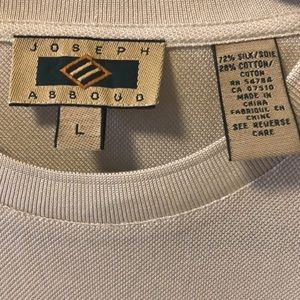 JOSEPH
ABBOUD
L
72% SILK/SOIE
28% COTTON/
COTON
RN 54784
CA 07510
MADE IN
CHINA
FABRIQUE EN
CHINE
SEE REVERSE
CARE